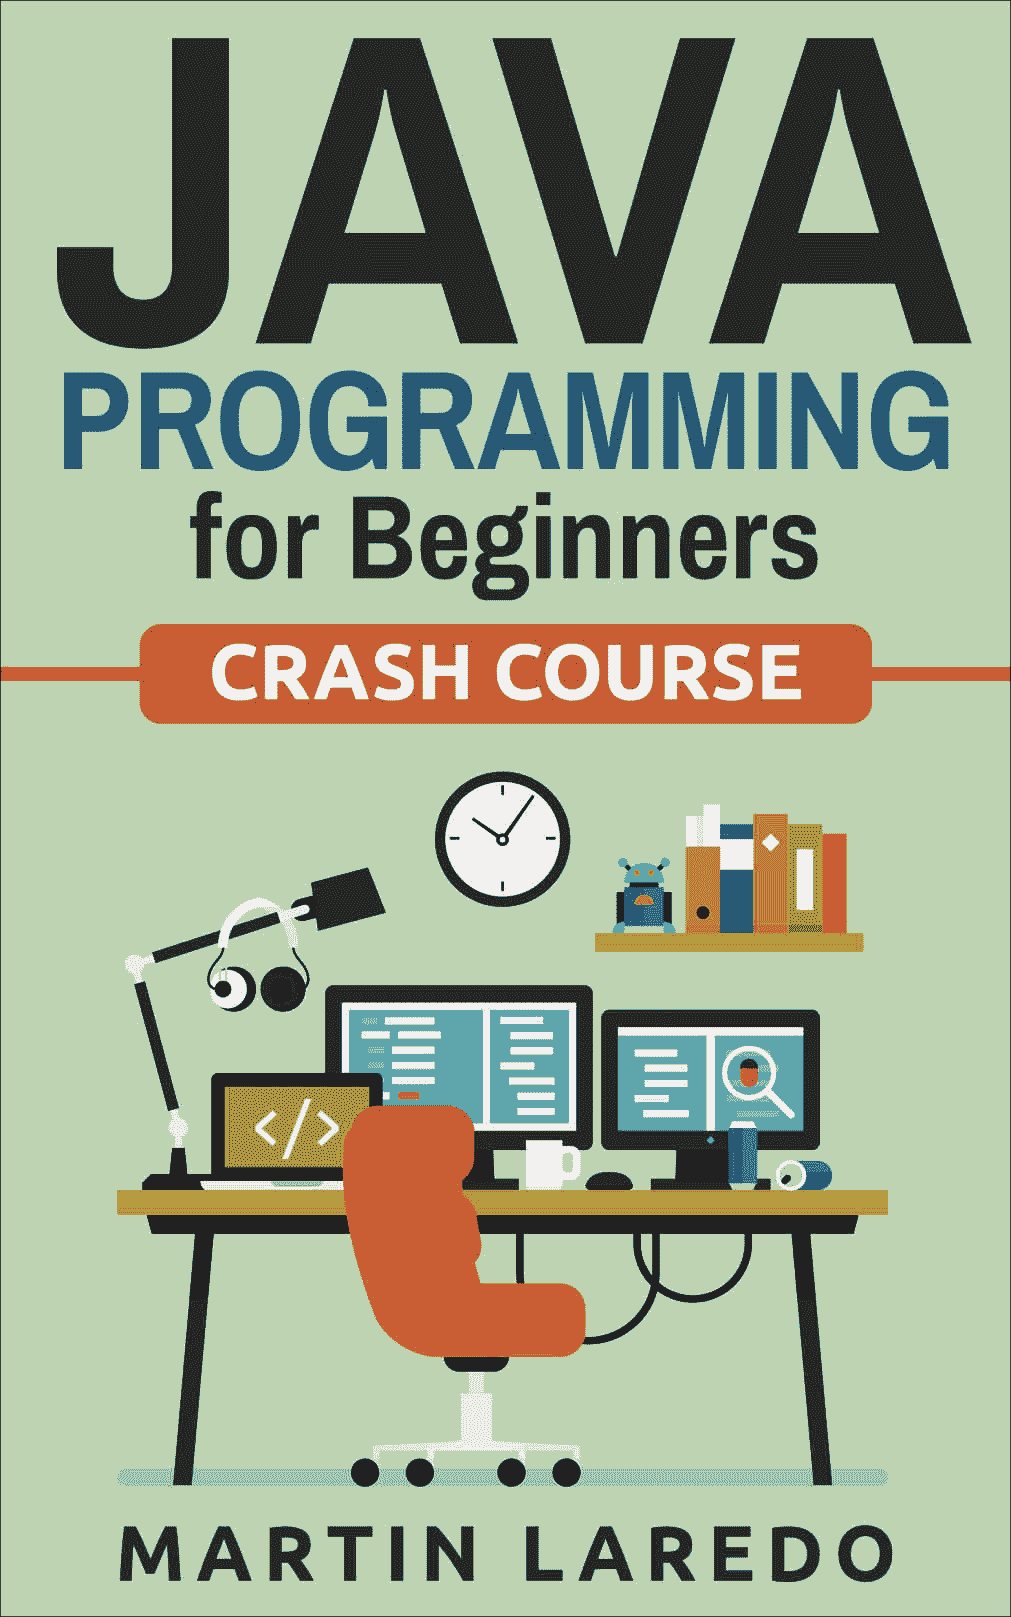 JAVA
PROGRAMMING
for Beginners
CRASH COURSE
</>
MARTIN LAREDO